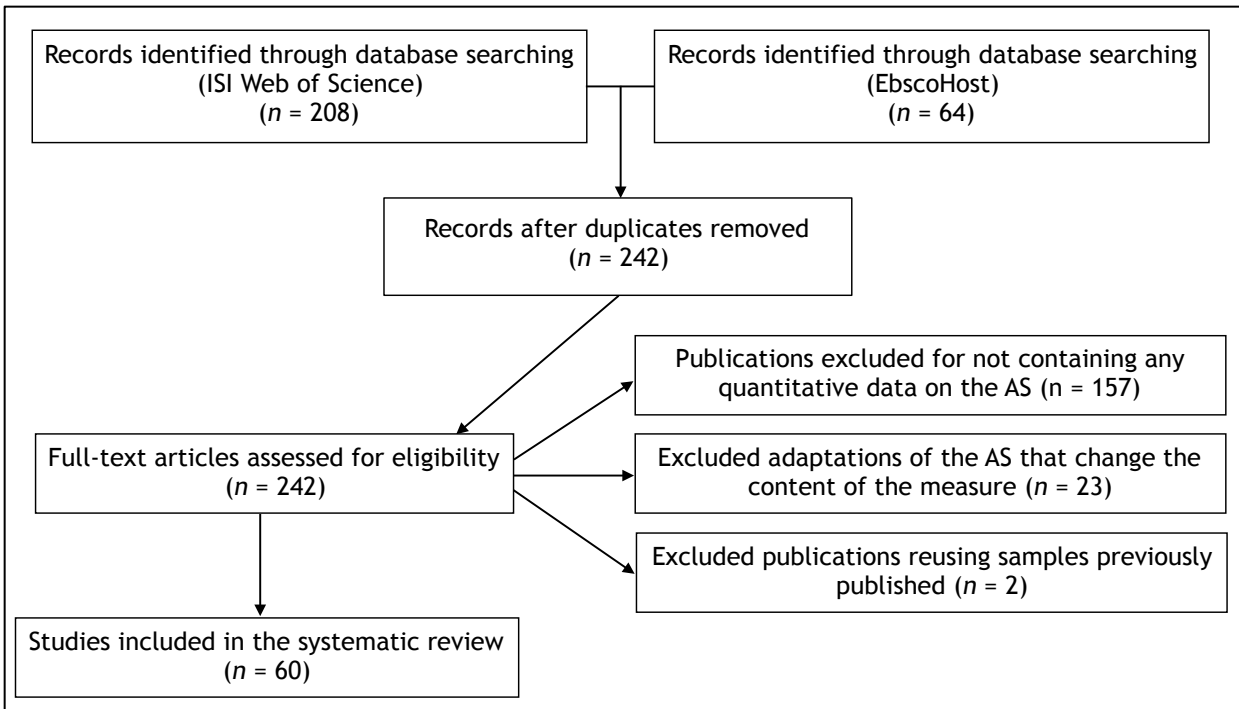 Records identified through database searching
(ISI Web of Science)
(n = 208)
Records identified through database searching
(EbscoHost)
(n = 64)
Records after duplicates removed
(n = 242)
Publications excluded for not containing any
quantitative data on the AS (n = 157)
Full-text articles assessed for eligibility
(n = 242)
Excluded adaptations of the AS that change the
content of the measure (n = 23)
Excluded publications reusing samples previously
published (n = 2)
Studies included in the systematic review
(n = 60)